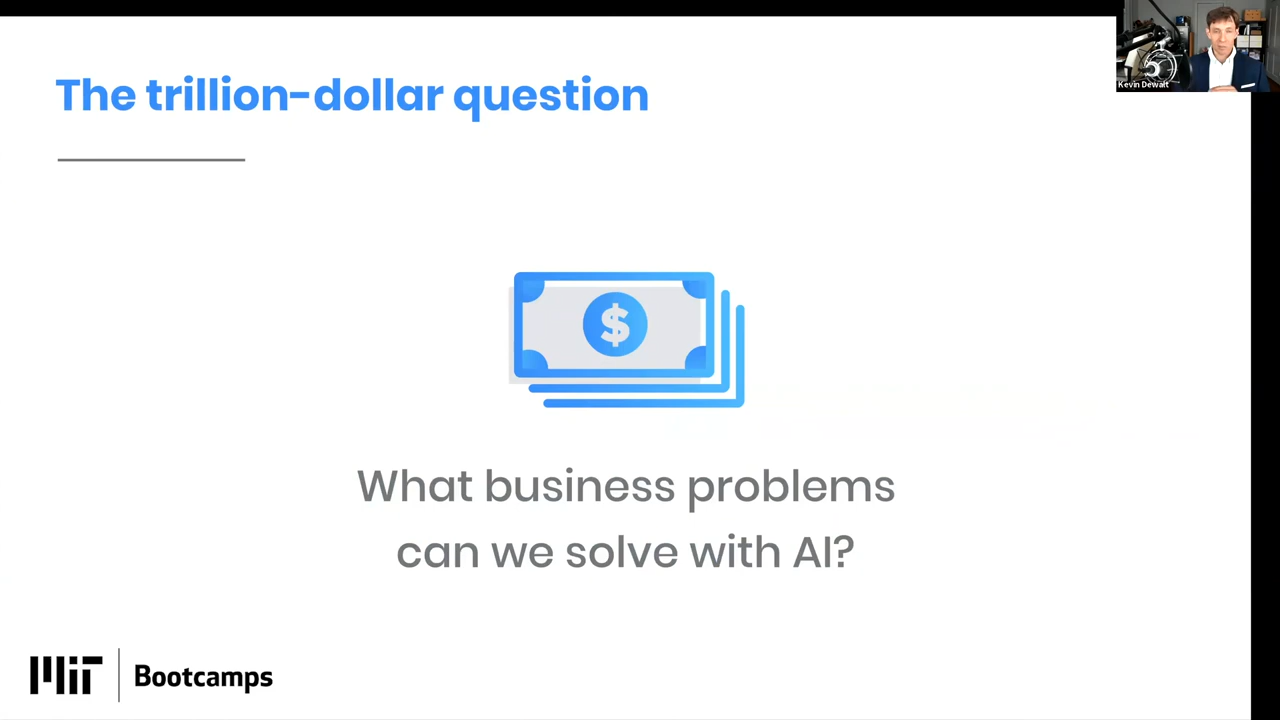 The trillion-dollar question
Kevin Dewalt
$
What business problems
can we solve with AI?
MIT
Bootcamps